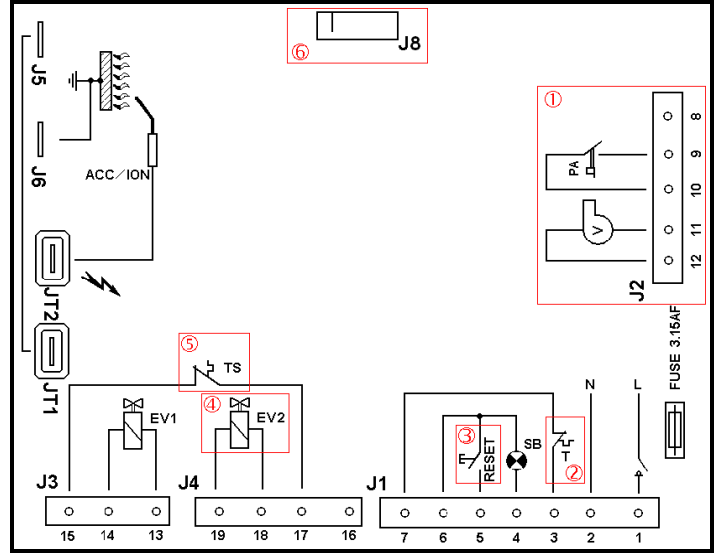 ⑥ J8
J5
① 8
PA 9
J6
ACC/ION
10
V 11
12
J2
JT2
FUSE 3.15AF
JT1
⑤ TS
N L
EV1
④ EV2
③ RESET
SB
T ②
J3 J4 J1
15 14 13 19 18 17 16 7 6 5 4 3 2 1